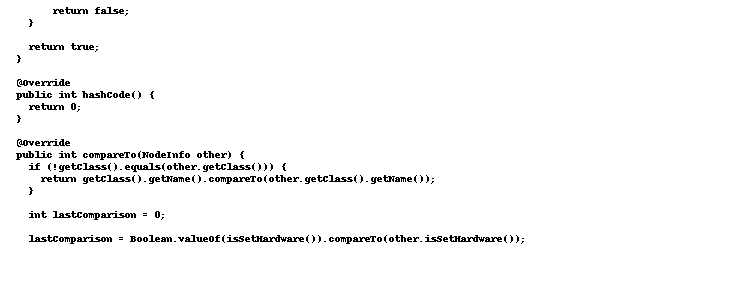 return false;
}
return true;
}
@Override
public int hashCode() {
return 0;
}
@Override
public int compareTo(NodeInfo other) {
if (!getClass().equals(other.getClass())) {
return getClass().getName().compareTo(other.getClass().getName());
}
int lastComparison = 0;
lastComparison = Boolean.valueOf(isSetHardware()).compareTo(other.isSetHardware());